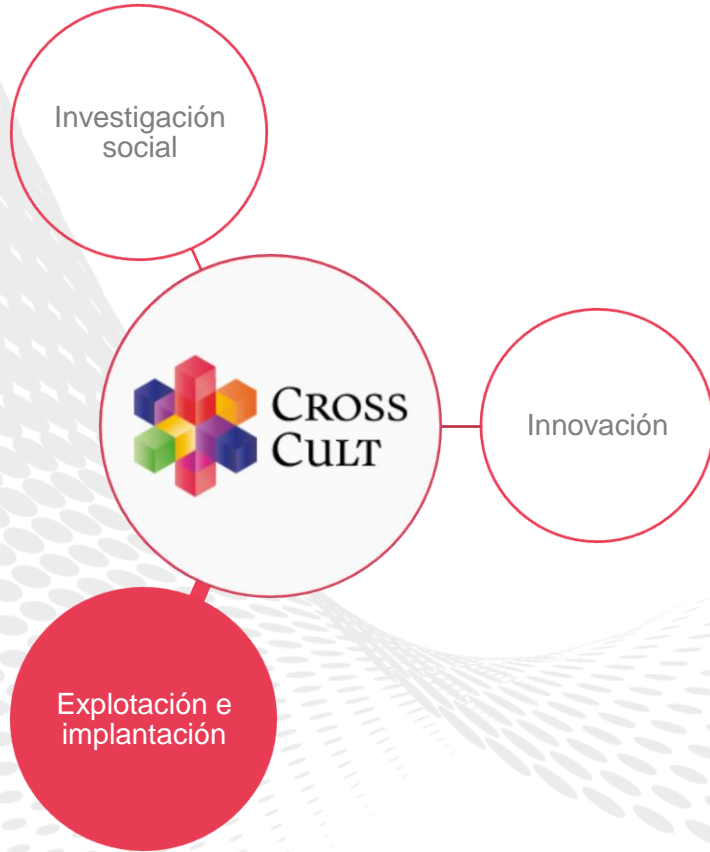 Investigación
social
CROSS
CULT
Innovación
Explotación e
implantación